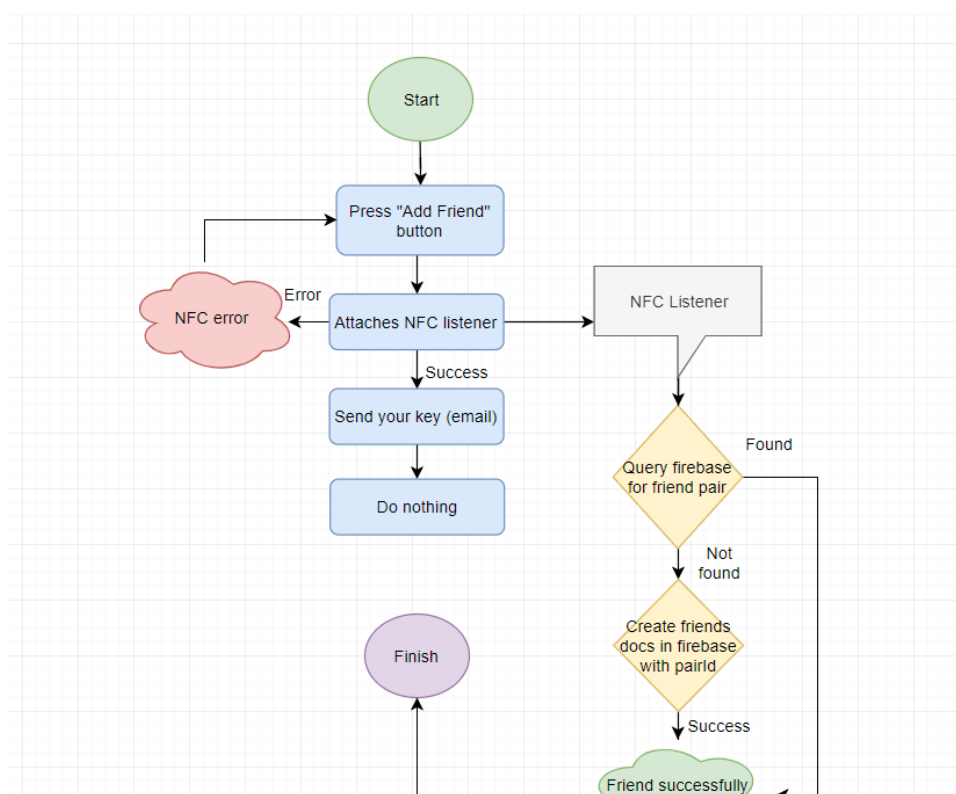 Start
Press "Add Friend"
button
Error
NFC error
Attaches NFC listener
NFC Listener
Success
Send your key (email)
Found
Query firebase
for friend pair
Do nothing
Not
found
Create friends
docs in firebase
with pairId
Finish
Success
Friend successfully